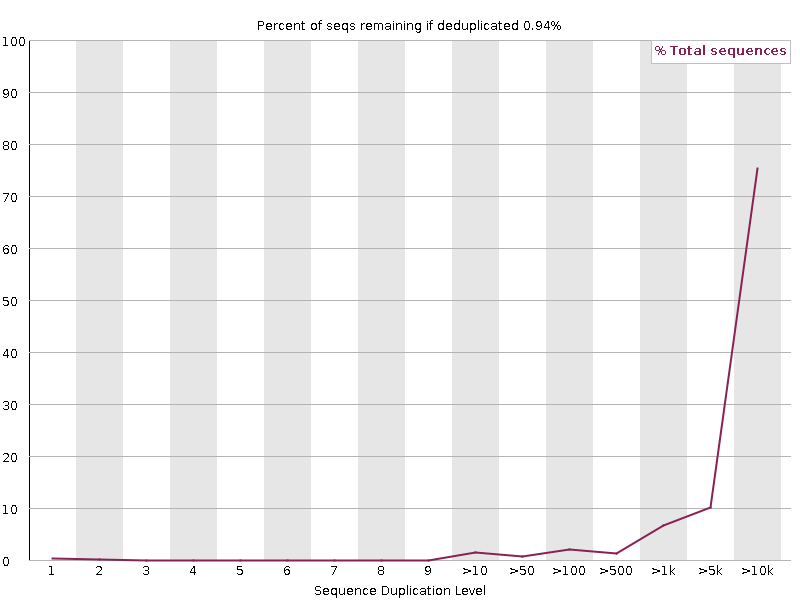 Percent of seqs remaining if deduplicated 0.94%
% Total sequences
100
90
80
70
60
50
40
30
20
10
0
1 2 3 4 5 6 7 8 9 >10 >50 >100 >500 >1k >5k >10k
Sequence Duplication Level